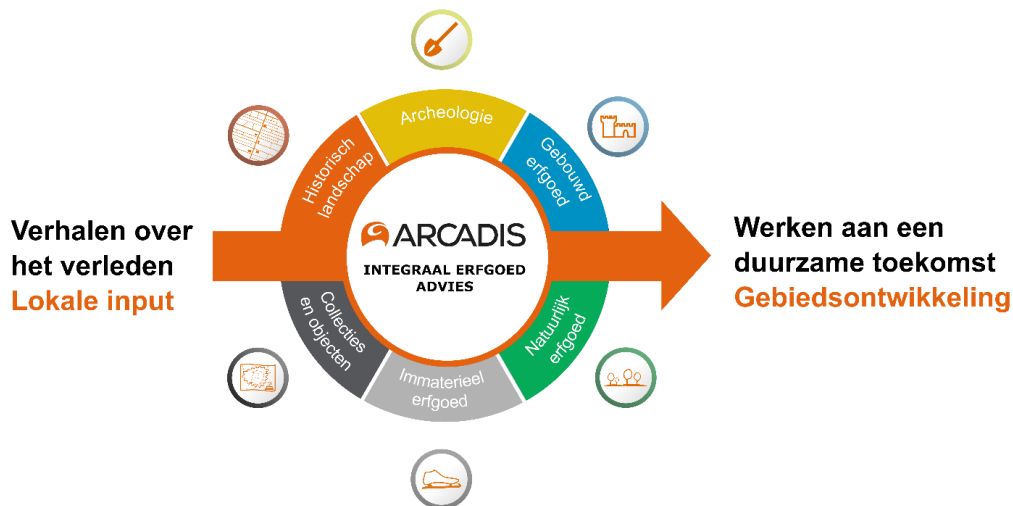 Archeologie
Historisch
landschap
Gebouwd
erfgoed
Verhalen over
het verleden
Lokale input
ARCADIS
INTEGRAAL ERFGOED
ADVIES
Werken aan een
duurzame toekomst
Gebiedsontwikkeling
Collecties
en objecten
Immaterieel
erfgoed
Natuurlijk
erfgoed